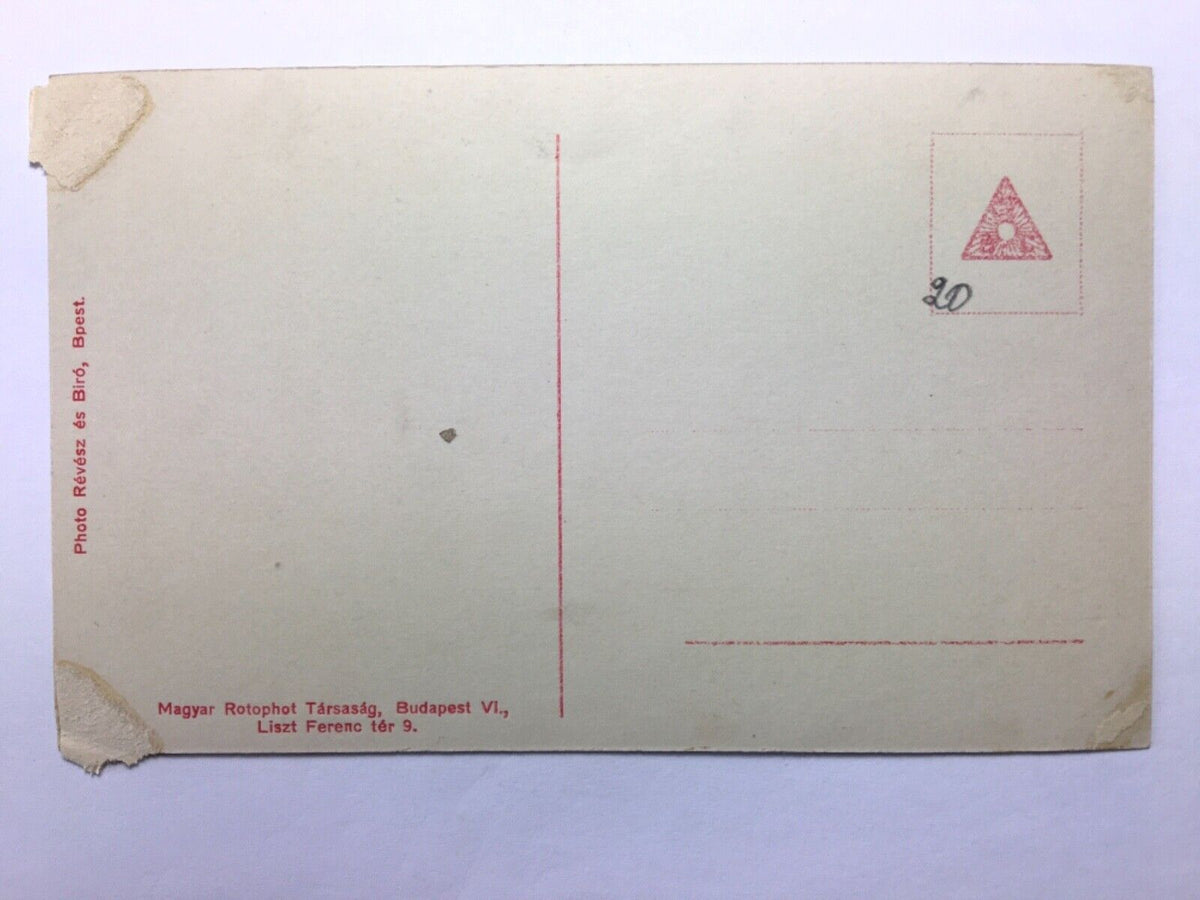 Photo Révész és Biró, Bpest.
20
Magyar Rotophot Társaság, Budapest VI.,
Liszt Ferenc tér 9.